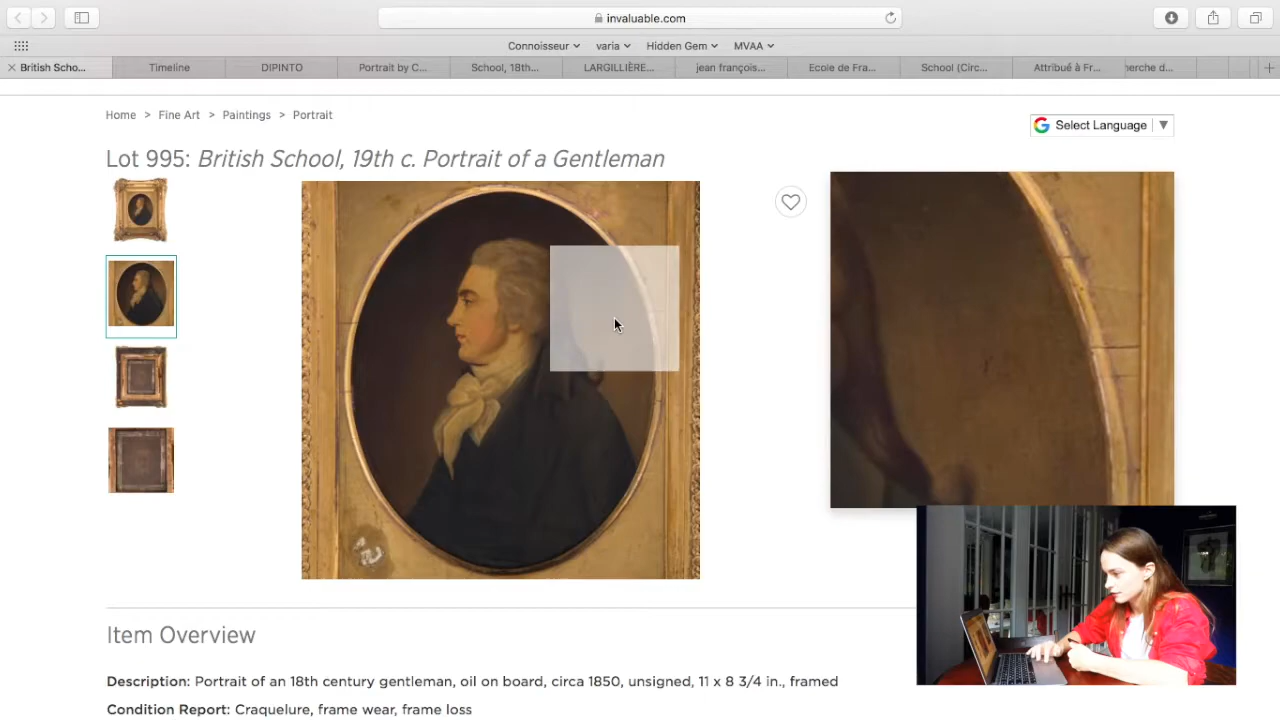 invaluable.com
Connoisseur varia Hidden Gem MVAA
British Scho... Timeline DIPINTO Portrait by C... School, 18th... LARGILLIÈRE... jean françois... Ecole de Fra... School (Circ... Attribué à Fr... herche d...
Home > Fine Art > Paintings > Portrait
Select Language
Lot 995: British School, 19th c. Portrait of a Gentleman
Item Overview
Description: Portrait of an 18th century gentleman, oil on board, circa 1850, unsigned, 11 x 8 3/4 in., framed
Condition Report: Craquelure, frame wear, frame loss